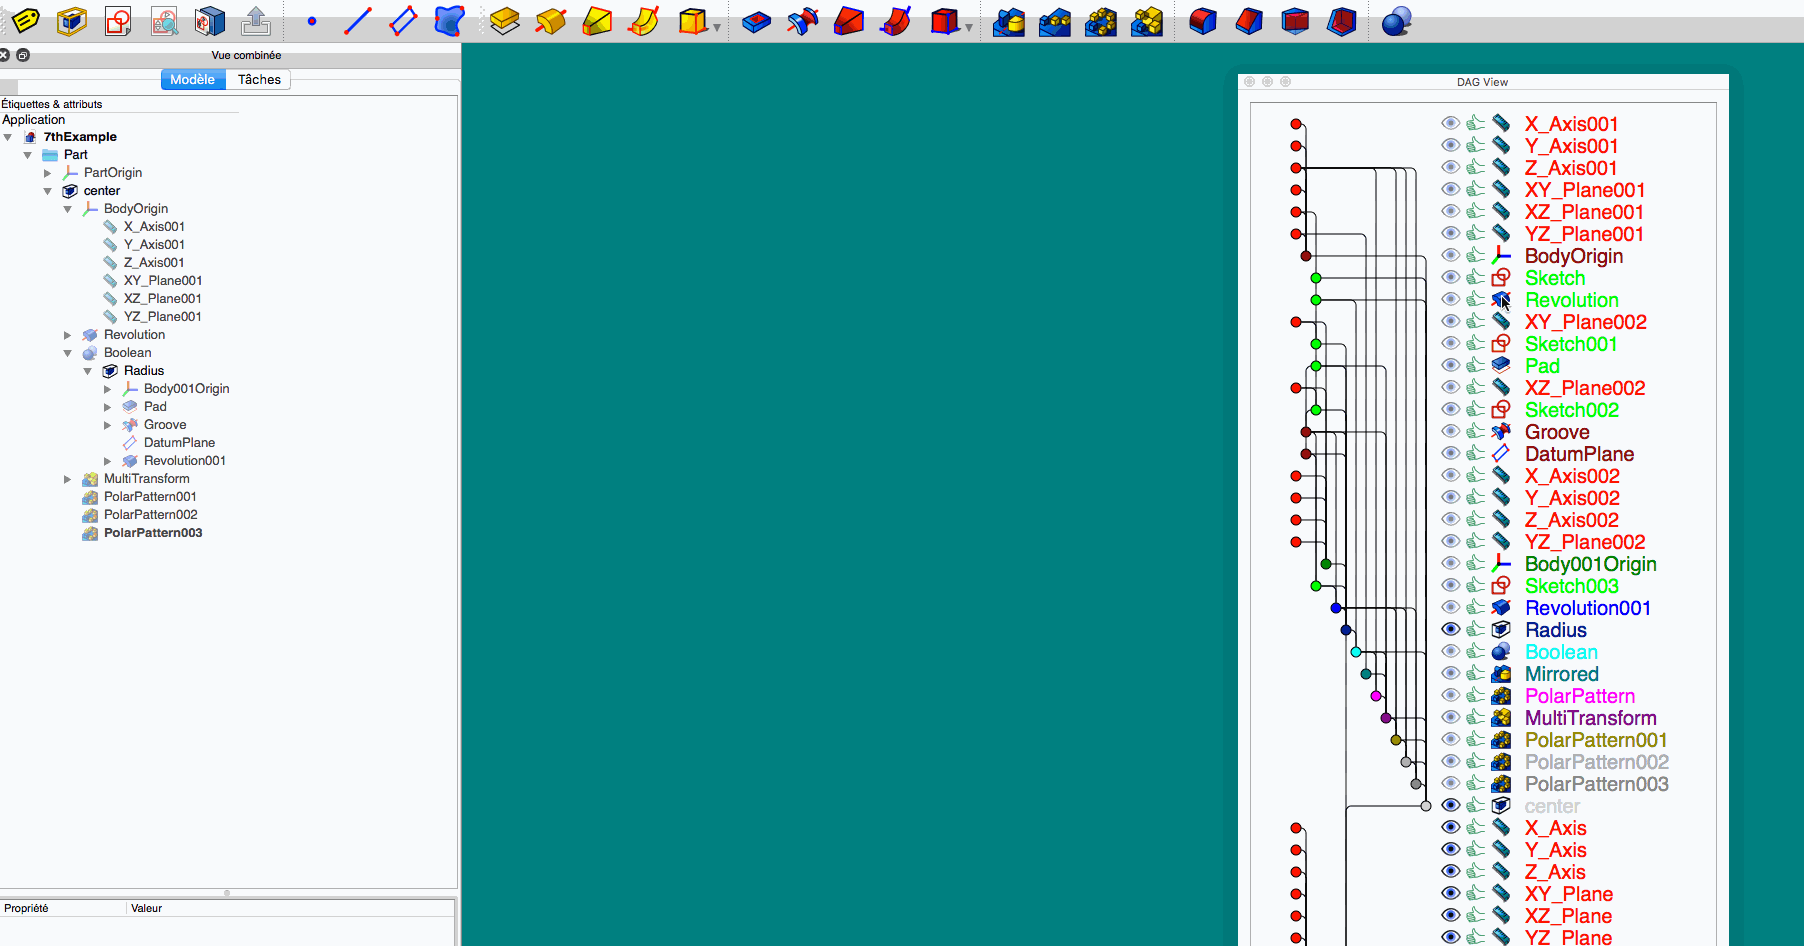 Vue combinée
Modèle
Tâches
Étiquettes & attributs
Application
7thExample
Part
PartOrigin
center
BodyOrigin
X_Axis001
Y_Axis001
Z_Axis001
XY_Plane001
XZ_Plane001
YZ_Plane001
Revolution
Boolean
Radius
Body001Origin
Pad
Groove
DatumPlane
Revolution001
MultiTransform
PolarPattern001
PolarPattern002
PolarPattern003
Propriété
Valeur
DAG View
X_Axis001
Y_Axis001
Z_Axis001
XY_Plane001
XZ_Plane001
YZ_Plane001
BodyOrigin
Sketch
Revolution
XY_Plane002
Sketch001
Pad
XZ_Plane002
Sketch002
Groove
DatumPlane
X_Axis002
Y_Axis002
Z_Axis002
YZ_Plane002
Body001Origin
Sketch003
Revolution001
Radius
Boolean
Mirrored
PolarPattern
MultiTransform
PolarPattern001
PolarPattern002
PolarPattern003
center
X_Axis
Y_Axis
Z_Axis
XY_Plane
XZ_Plane
YZ_Plane